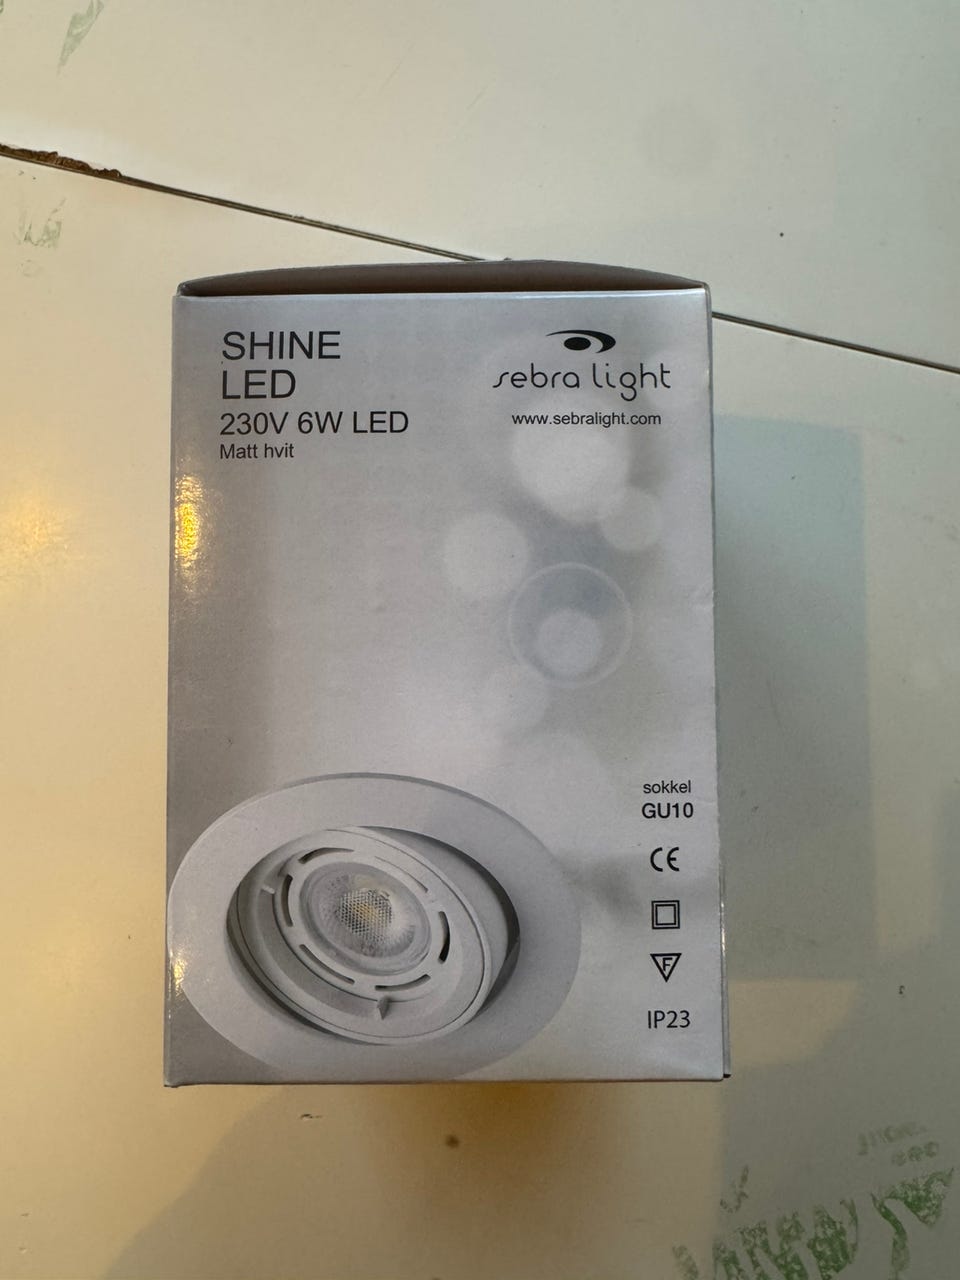 SHINE
LED
230V 6W LED
Matt hvit
sebra light
www.sebralight.com
sokkel
GU10
CE
F
IP23